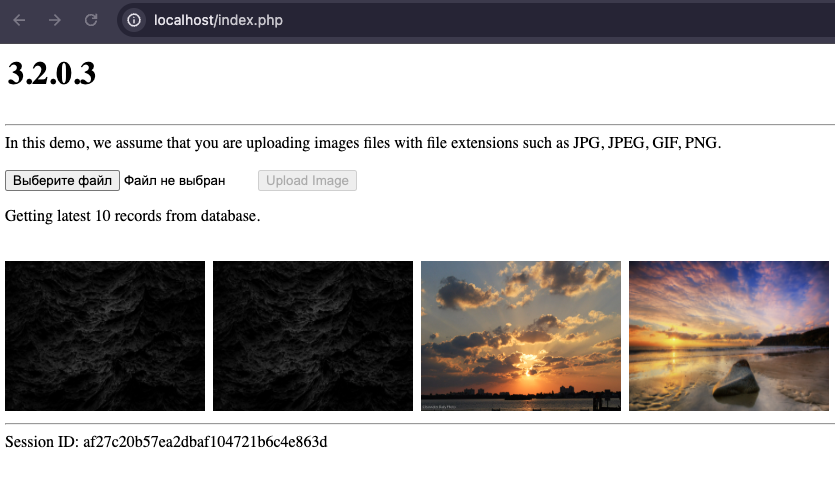 localhost/index.php
3.2.0.3
In this demo, we assume that you are uploading images files with file extensions such as JPG, JPEG, GIF, PNG.
Выберите файл Файл не выбран Upload Image
Getting latest 10 records from database.
Session ID: af27c20b57ea2dbaf104721b6c4e863d